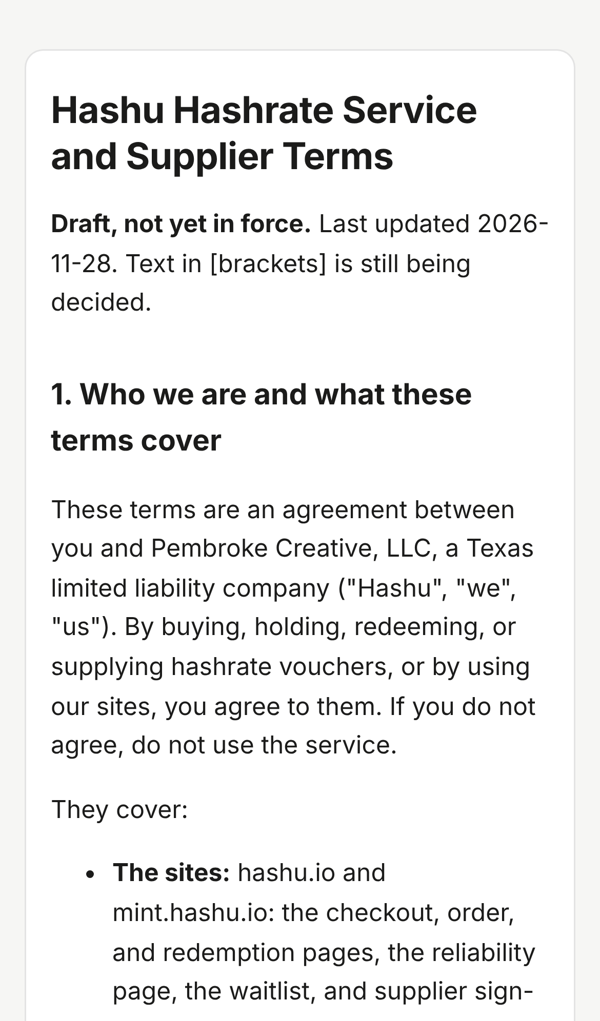 Hashu Hashrate Service
and Supplier Terms
Draft, not yet in force. Last updated 2026-
11-28. Text in [brackets] is still being
decided.
1. Who we are and what these
terms cover
These terms are an agreement between
you and Pembroke Creative, LLC, a Texas
limited liability company ("Hashu", "we",
"us"). By buying, holding, redeeming, or
supplying hashrate vouchers, or by using
our sites, you agree to them. If you do not
agree, do not use the service.
They cover:
• The sites: hashu.io and
mint.hashu.io: the checkout, order,
and redemption pages, the reliability
page, the waitlist, and supplier sign-